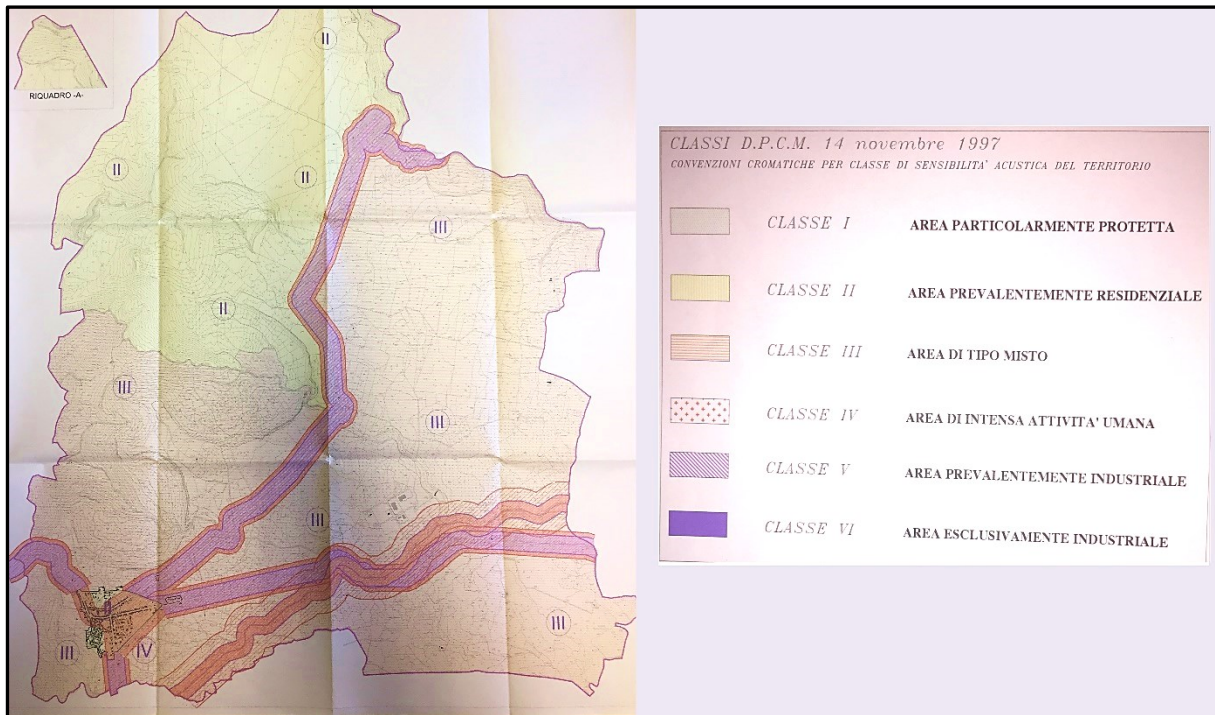 RIQUADRO -A-
II
II
II
III
II
III
III
III
III
III
IV
CLASSI D.P.C.M. 14 novembre 1997
CONVENZIONI CROMATICHE PER CLASSE DI SENSIBILITA' ACUSTICA DEL TERRITORIO
CLASSE I AREA PARTICOLARMENTE PROTETTA
CLASSE II AREA PREVALENTEMENTE RESIDENZIALE
CLASSE III AREA DI TIPO MISTO
CLASSE IV AREA DI INTENSA ATTIVITA' UMANA
CLASSE V AREA PREVALENTEMENTE INDUSTRIALE
CLASSE VI AREA ESCLUSIVAMENTE INDUSTRIALE